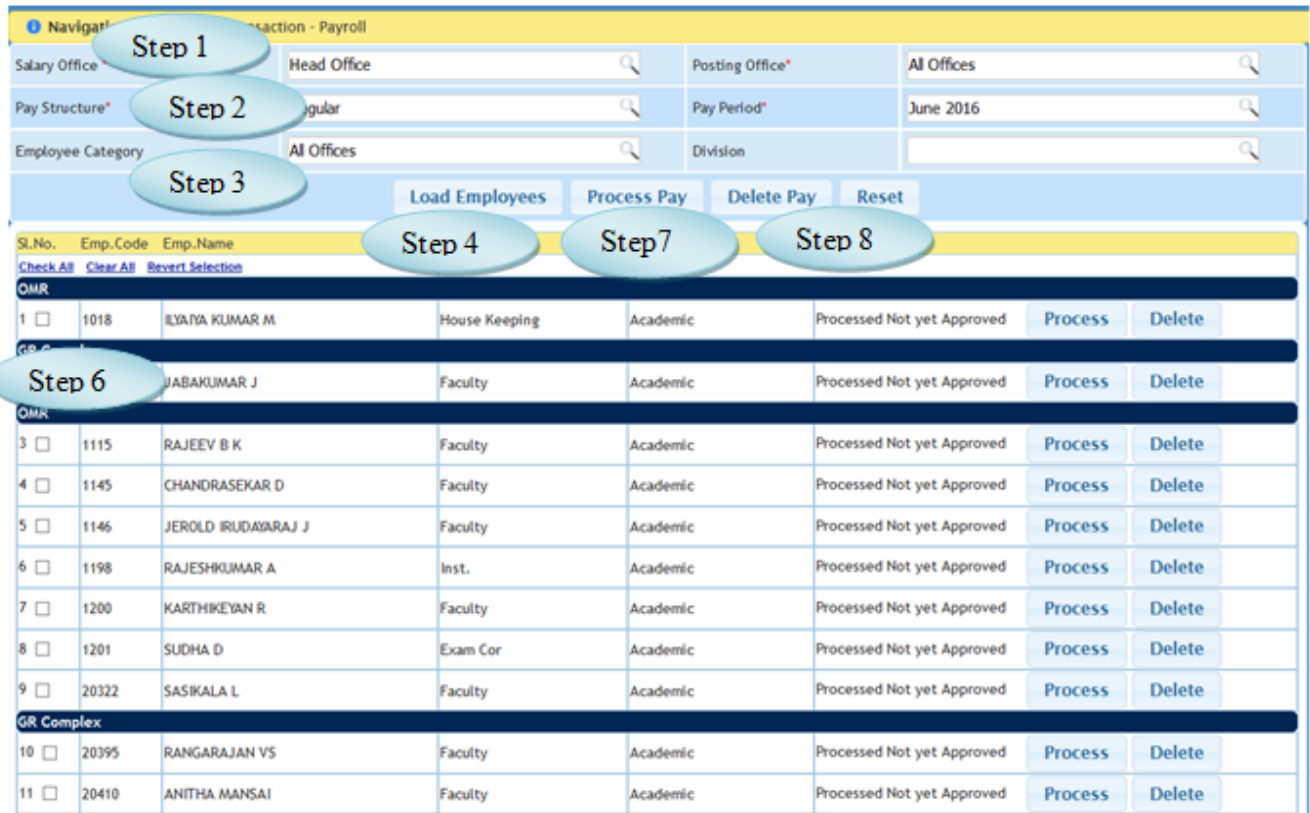 Navigati saction - Payroll
Step 1
Salary Office * Head Office Posting Office* All Offices
Pay Structure* Step 2 gular Pay Period* June 2016
Employee Category All Offices Division
Step 3
Load Employees Process Pay Delete Pay Reset
Sl.No. Emp.Code Emp.Name Step 4 Step7 Step 8
Check All Clear All Revert Selection
OMR
1 1018 ILYAIYA KUMAR M House Keeping Academic Processed Not yet Approved Process Delete
GR Complex
Step 6 JABAKUMAR J Faculty Academic Processed Not yet Approved Process Delete
OMR
3 1115 RAJEEV B K Faculty Academic Processed Not yet Approved Process Delete
4 1145 CHANDRASEKAR D Faculty Academic Processed Not yet Approved Process Delete
5 1146 JEROLD IRUDAYARAJ J Faculty Academic Processed Not yet Approved Process Delete
6 1198 RAJESHKUMAR A Inst. Academic Processed Not yet Approved Process Delete
7 1200 KARTHIKEYAN R Faculty Academic Processed Not yet Approved Process Delete
8 1201 SUDHA D Exam Cor Academic Processed Not yet Approved Process Delete
9 20322 SASIKALA L Faculty Academic Processed Not yet Approved Process Delete
GR Complex
10 20395 RANGARAJAN VS Faculty Academic Processed Not yet Approved Process Delete
11 20410 ANITHA MANSAI Faculty Academic Processed Not yet Approved Process Delete